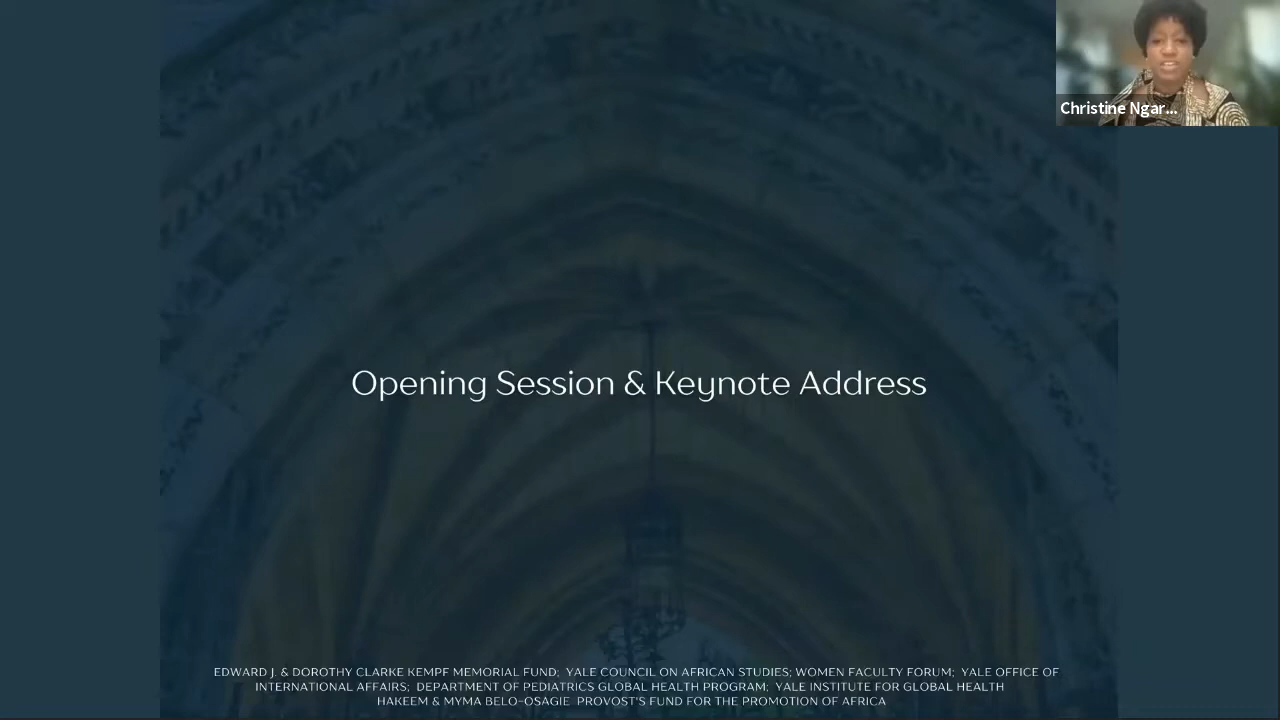 Christine Ngar...
Opening Session & Keynote Address
EDWARD J. & DOROTHY CLARKE KEMPF MEMORIAL FUND; YALE COUNCIL ON AFRICAN STUDIES; WOMEN FACULTY FORUM; YALE OFFICE OF
INTERNATIONAL AFFAIRS; DEPARTMENT OF PEDIATRICS GLOBAL HEALTH PROGRAM; YALE INSTITUTE FOR GLOBAL HEALTH
HAKEEM & MYMA BELO-OSAGIE PROVOST'S FUND FOR THE PROMOTION OF AFRICA